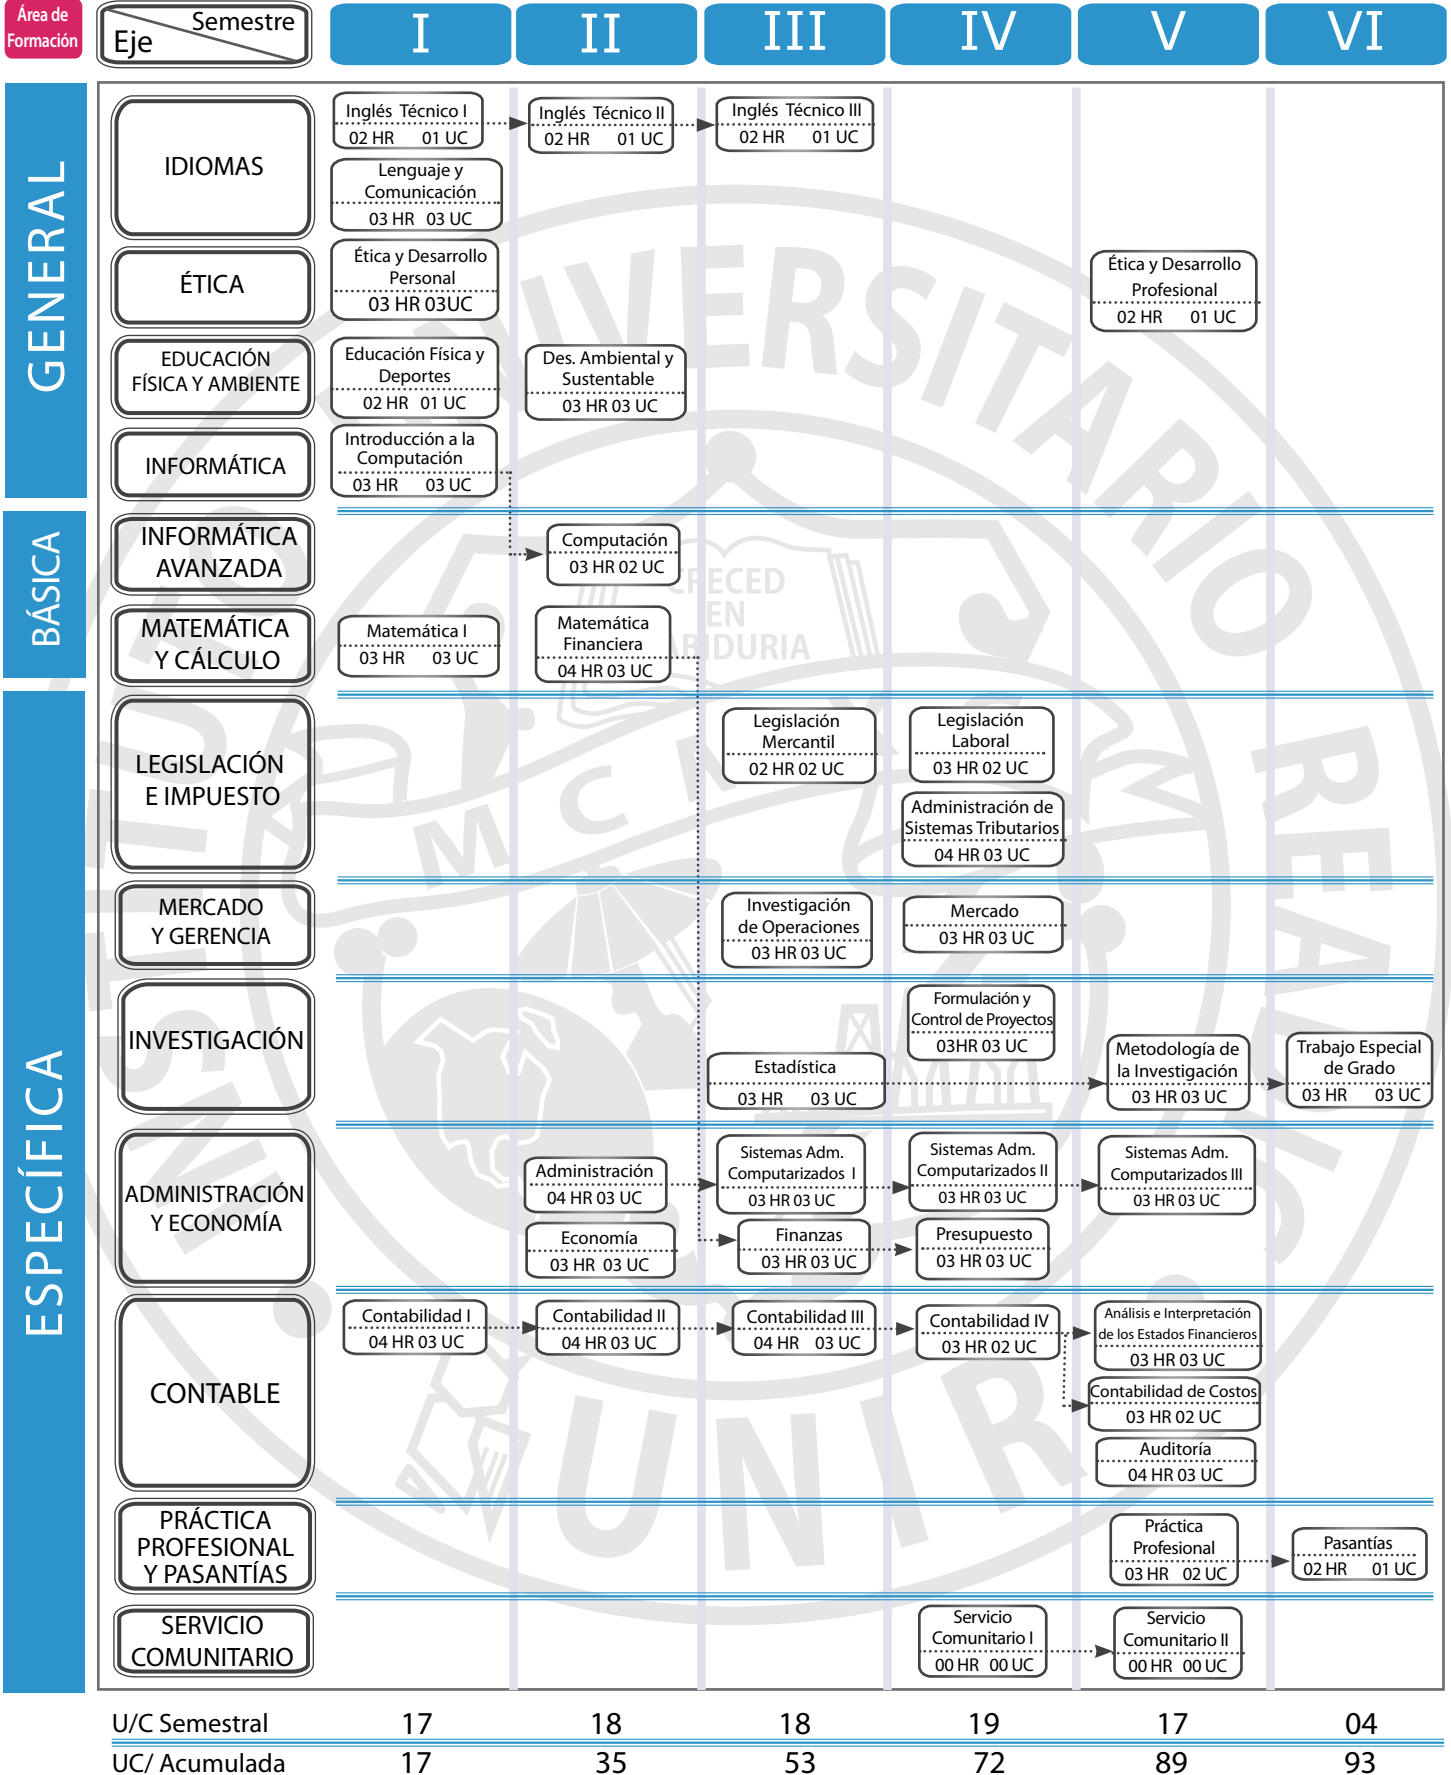 Área de
Formación
Semestre
Eje
I
II
III
IV
V
VI
GENERAL
IDIOMAS
Inglés Técnico I
02 HR 01 UC
Inglés Técnico II
02 HR 01 UC
Inglés Técnico III
02 HR 01 UC
Lenguaje y
Comunicación
03 HR 03 UC
ÉTICA
Ética y Desarrollo
Personal
03 HR 03UC
Ética y Desarrollo
Profesional
02 HR 01 UC
EDUCACIÓN
FÍSICA Y AMBIENTE
Educación Física y
Deportes
02 HR 01 UC
Des. Ambiental y
Sustentable
03 HR 03 UC
INFORMÁTICA
Introducción a la
Computación
03 HR 03 UC
BÁSICA
INFORMÁTICA
AVANZADA
Computación
03 HR 02 UC
MATEMÁTICA
Y CÁLCULO
Matemática I
03 HR 03 UC
Matemática
Financiera
04 HR 03 UC
ESPECÍFICA
LEGISLACIÓN
E IMPUESTO
Legislación
Mercantil
02 HR 02 UC
Legislación
Laboral
03 HR 02 UC
Administración de
Sistemas Tributarios
04 HR 03 UC
MERCADO
Y GERENCIA
Investigación
de Operaciones
03 HR 03 UC
Mercado
03 HR 03 UC
INVESTIGACIÓN
Estadística
03 HR 03 UC
Formulación y
Control de Proyectos
03HR 03 UC
Metodología de
la Investigación
03 HR 03 UC
Trabajo Especial
de Grado
03 HR 03 UC
ADMINISTRACIÓN
Y ECONOMÍA
Administración
04 HR 03 UC
Sistemas Adm.
Computarizados I
03 HR 03 UC
Sistemas Adm.
Computarizados II
03 HR 03 UC
Sistemas Adm.
Computarizados III
03 HR 03 UC
Economía
03 HR 03 UC
Finanzas
03 HR 03 UC
Presupuesto
03 HR 03 UC
CONTABLE
Contabilidad I
04 HR 03 UC
Contabilidad II
04 HR 03 UC
Contabilidad III
04 HR 03 UC
Contabilidad IV
03 HR 02 UC
Análisis e Interpretación
de los Estados Financieros
03 HR 03 UC
Contabilidad de Costos
03 HR 02 UC
Auditoría
04 HR 03 UC
PRÁCTICA
PROFESIONAL
Y PASANTÍAS
Práctica
Profesional
03 HR 02 UC
Pasantías
02 HR 01 UC
SERVICIO
COMUNITARIO
Servicio
Comunitario I
00 HR 00 UC
Servicio
Comunitario II
00 HR 00 UC
U/C Semestral 17 18 18 19 17 04
UC/ Acumulada 17 35 53 72 89 93
UNIR
EN